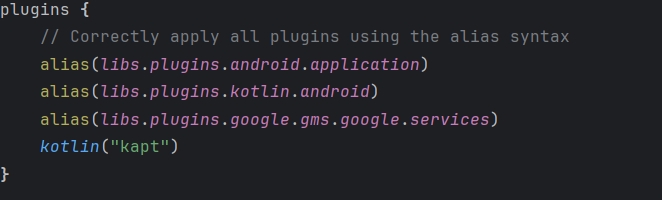 plugins {
// Correctly apply all plugins using the alias syntax
alias(libs.plugins.android.application)
alias(libs.plugins.kotlin.android)
alias(libs.plugins.google.gms.google.services)
kotlin("kapt")
}